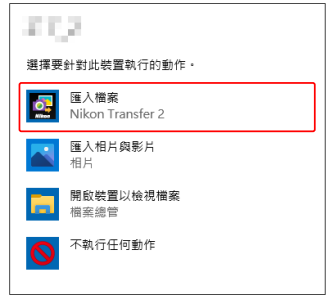 選擇要針對此裝置執行的動作。
匯入檔案
Nikon Transfer 2
匯入相片與影片
相片
開啟裝置以檢視檔案
檔案總管
不執行任何動作